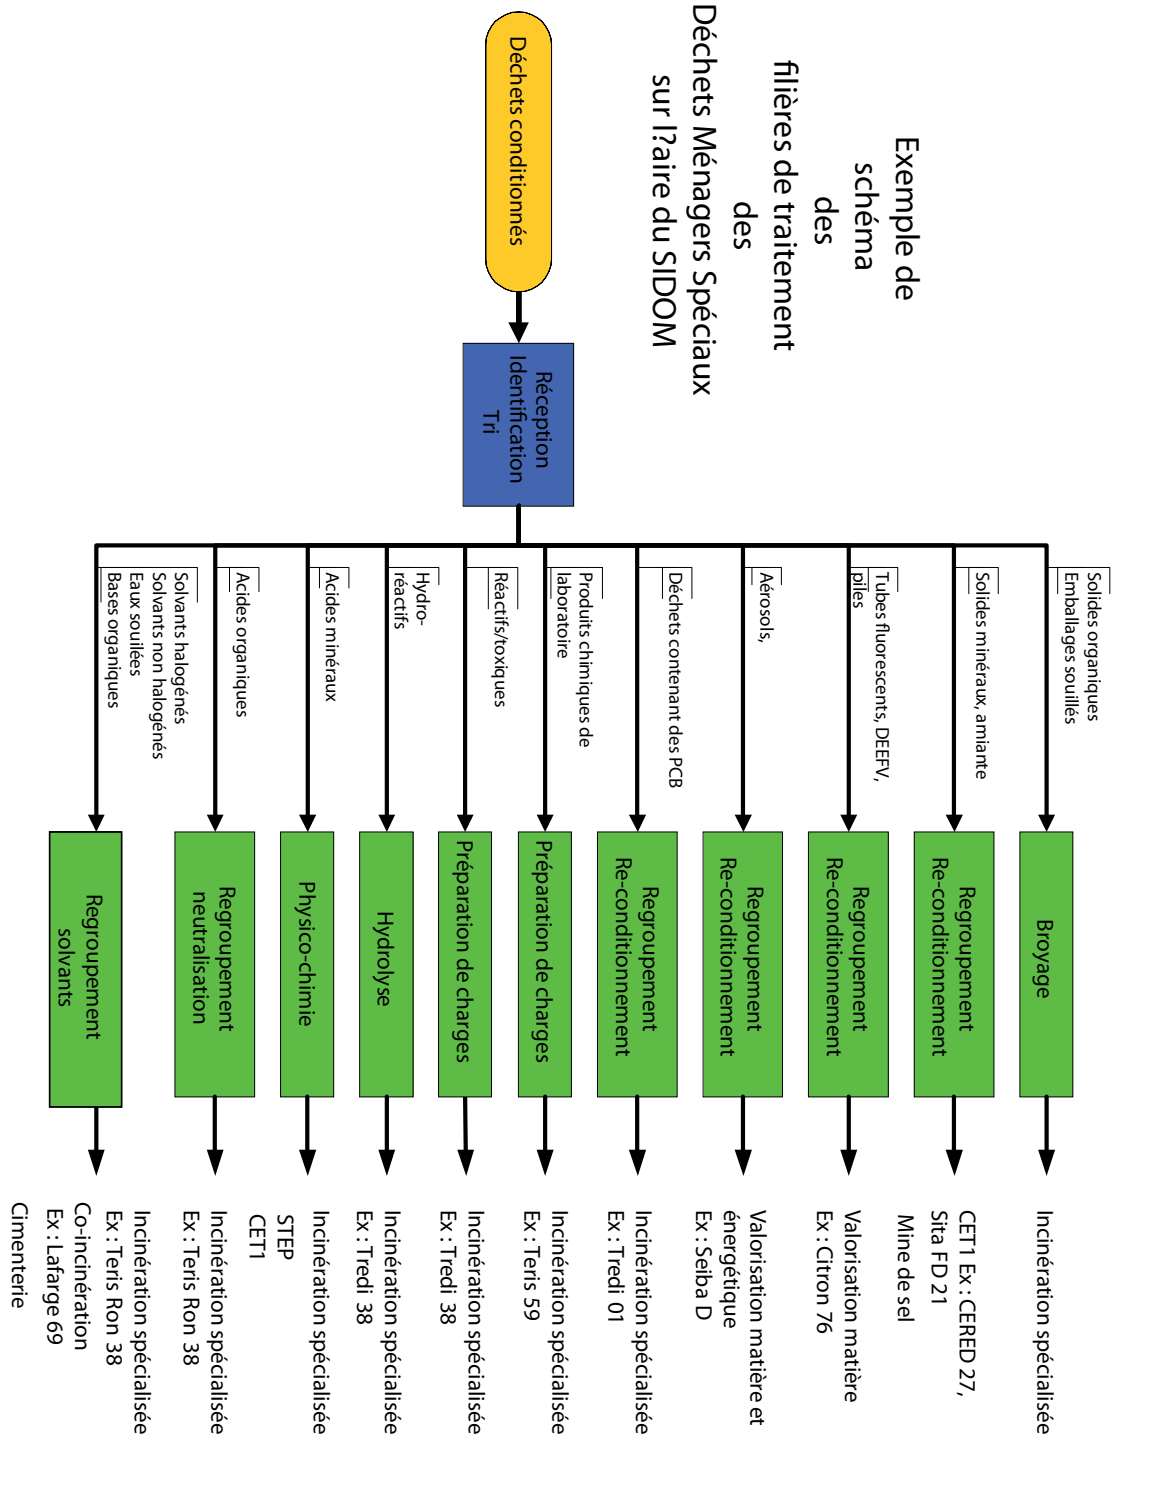 Exemple de
schéma
des
filières de traitement
des
Déchets Ménagers Spéciaux
sur l?aire du SIDOM
Déchets conditionnés
Réception
Identification
Tri
Solides organiques
Emballages souillés
Broyage
Incinération spécialisée
Solides minéraux, amiante
Regroupement
Re-conditionnement
CET1 Ex : CERED 27,
Sita FD 21
Mine de sel
Tubes fluorescents, DEEFV,
piles
Regroupement
Re-conditionnement
Valorisation matière
Ex : Citron 76
Aérosols,
Regroupement
Re-conditionnement
Valorisation matière et
énergétique
Ex : Seiba D
Déchets contenant des PCB
Regroupement
Re-conditionnement
Incinération spécialisée
Ex : Tredi 01
Produits chimiques de
laboratoire
Préparation de charges
Incinération spécialisée
Ex : Teris 59
Réactifs/toxiques
Préparation de charges
Incinération spécialisée
Ex : Tredi 38
Hydro-
réactifs
Hydrolyse
Incinération spécialisée
Ex : Tredi 38
Acides minéraux
Physico-chimie
Incinération spécialisée
STEP
CET1
Acides organiques
Regroupement
neutralisation
Incinération spécialisée
Ex : Teris Ron 38
Solvants halogénés
Solvants non halogénés
Eaux souilées
Bases organiques
Regroupement
solvants
Incinération spécialisée
Ex : Teris Ron 38
Co-incinération
Ex : Lafarge 69
Cimenterie